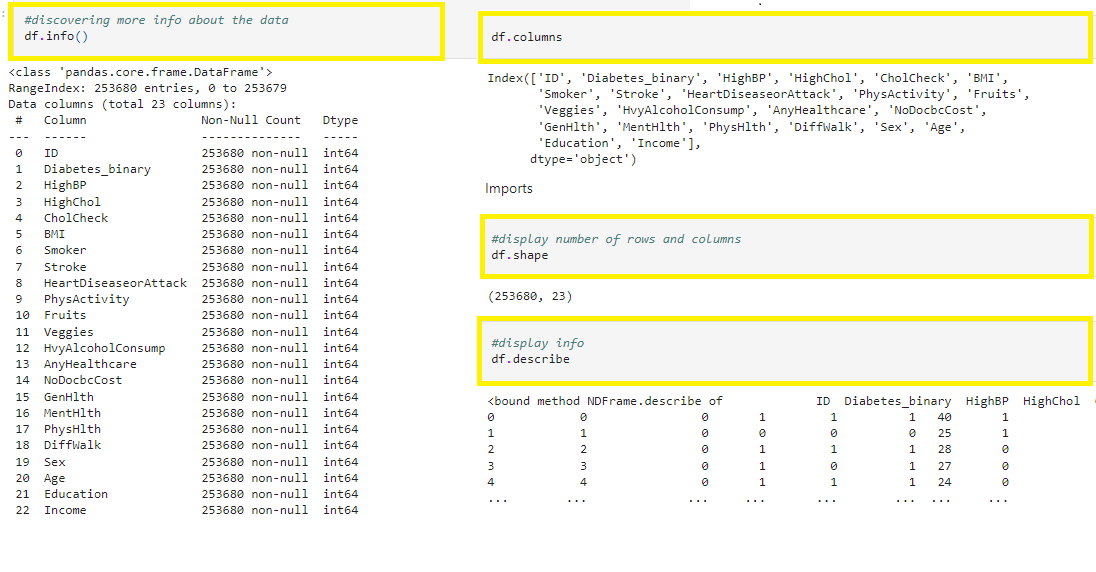 #discovering more info about the data
df.info()
<class 'pandas.core.frame.DataFrame'>
RangeIndex: 253680 entries, 0 to 253679
Data columns (total 23 columns):
 #   Column                Non-Null Count   Dtype
---  ------                --------------   -----
 0   ID                    253680 non-null  int64
 1   Diabetes_binary       253680 non-null  int64
 2   HighBP                253680 non-null  int64
 3   HighChol              253680 non-null  int64
 4   CholCheck             253680 non-null  int64
 5   BMI                   253680 non-null  int64
 6   Smoker                253680 non-null  int64
 7   Stroke                253680 non-null  int64
 8   HeartDiseaseorAttack  253680 non-null  int64
 9   PhysActivity          253680 non-null  int64
 10  Fruits                253680 non-null  int64
 11  Veggies               253680 non-null  int64
 12  HvyAlcoholConsump     253680 non-null  int64
 13  AnyHealthcare         253680 non-null  int64
 14  NoDocbcCost           253680 non-null  int64
 15  GenHlth               253680 non-null  int64
 16  MentHlth              253680 non-null  int64
 17  PhysHlth              253680 non-null  int64
 18  DiffWalk              253680 non-null  int64
 19  Sex                   253680 non-null  int64
 20  Age                   253680 non-null  int64
 21  Education             253680 non-null  int64
 22  Income                253680 non-null  int64
df.columns
Index(['ID', 'Diabetes_binary', 'HighBP', 'HighChol', 'CholCheck', 'BMI',
       'Smoker', 'Stroke', 'HeartDiseaseorAttack', 'PhysActivity', 'Fruits',
       'Veggies', 'HvyAlcoholConsump', 'AnyHealthcare', 'NoDocbcCost',
       'GenHlth', 'MentHlth', 'PhysHlth', 'DiffWalk', 'Sex', 'Age',
       'Education', 'Income'],
      dtype='object')
Imports
#display number of rows and columns
df.shape
(253680, 23)
#display info
df.describe
<bound method NDFrame.describe of             ID  Diabetes_binary  HighBP  HighChol
0            0                0       1         1          1   40       1
1            1                0       0         0          0   25       1
2            2                0       1         1          1   28       0
3            3                0       1         0          1   27       0
4            4                0       1         1          1   24       0
...        ...              ...     ...       ...        ...  ...     ...